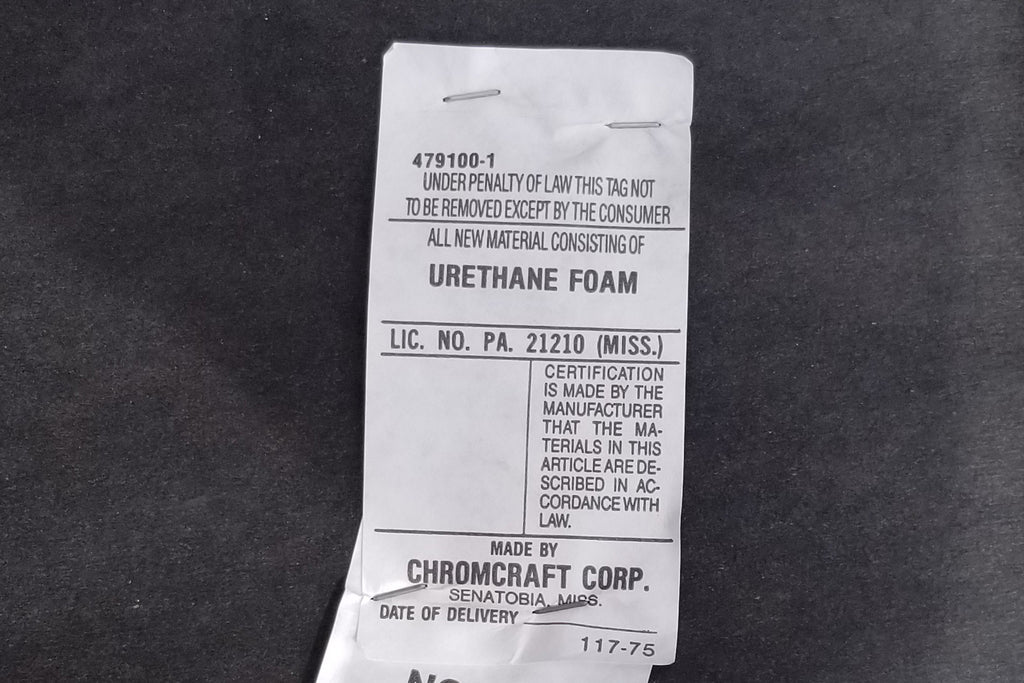 479100-1
UNDER PENALTY OF LAW THIS TAG NOT
TO BE REMOVED EXCEPT BY THE CONSUMER
ALL NEW MATERIAL CONSISTING OF
URETHANE FOAM
LIC. NO. PA. 21210 (MISS.)
CERTIFICATION
IS MADE BY THE
MANUFACTURER
THAT THE MA-
TERIALS IN THIS
ARTICLE ARE DE-
SCRIBED IN AC-
CORDANCE WITH
LAW.
MADE BY
CHROMCRAFT CORP.
SENATOBIA, MISS.
DATE OF DELIVERY
117-75